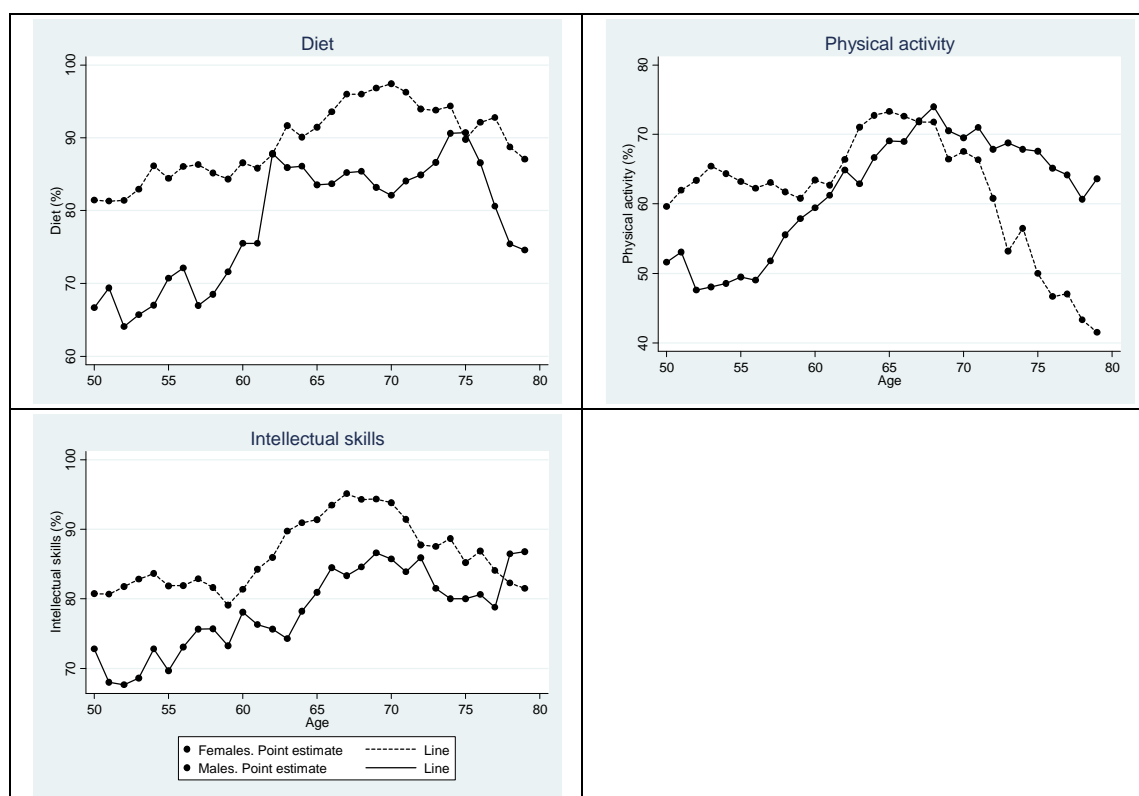 Diet
Diet (%)
100
90
80
70
60
50 55 60 65 70 75 80
Physical activity
Physical activity (%)
80
70
60
50
40
50 55 60 65 70 75 80
Age
Intellectual skills
Intellectual skills (%)
100
90
80
70
50 55 60 65 70 75 80
Age
Females. Point estimate Line
Males. Point estimate Line